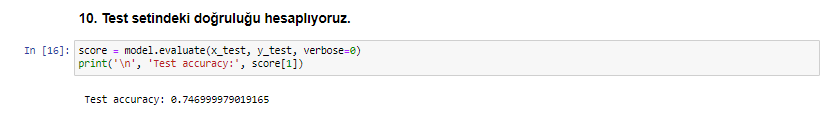 10. Test setindeki doğruluğu hesaplıyoruz.
In [16]: score = model.evaluate(x_test, y_test, verbose=0)
print('\n', 'Test accuracy:', score[1])
Test accuracy: 0.746999979019165